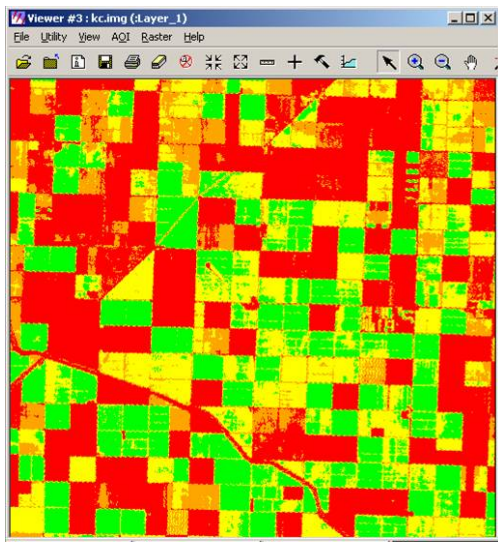 Viewer #3 : kc.img (:Layer_1)
File Utility View AOI Raster Help